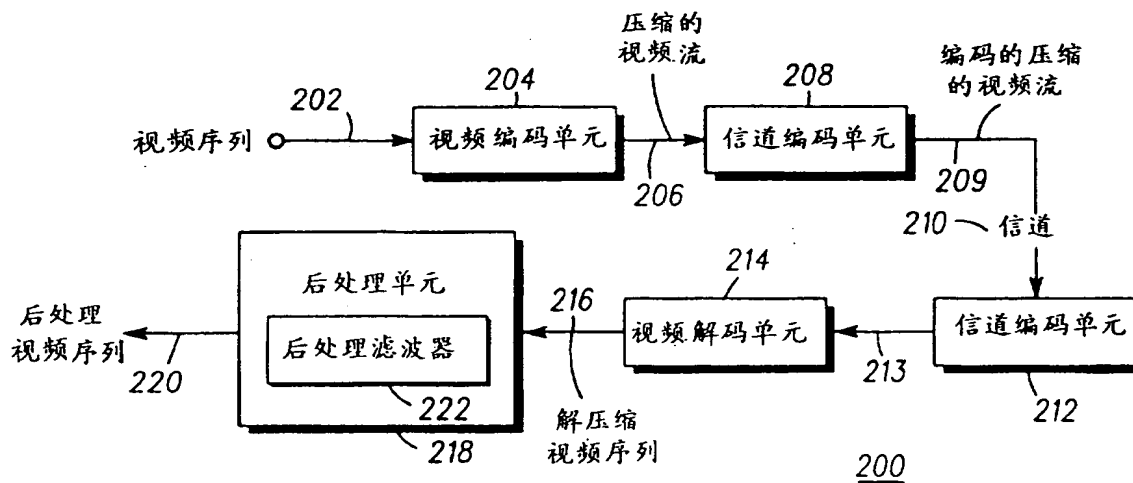 压缩的
视频流
编码的压缩
的视频流
202
204
208
视频序列
视频编码单元
信道编码单元
206
209
210
信道
后处理单元
216
214
后处理
视频序列
后处理滤波器
视频解码单元
信道编码单元
220
222
解压缩
视频序列
213
212
218
200